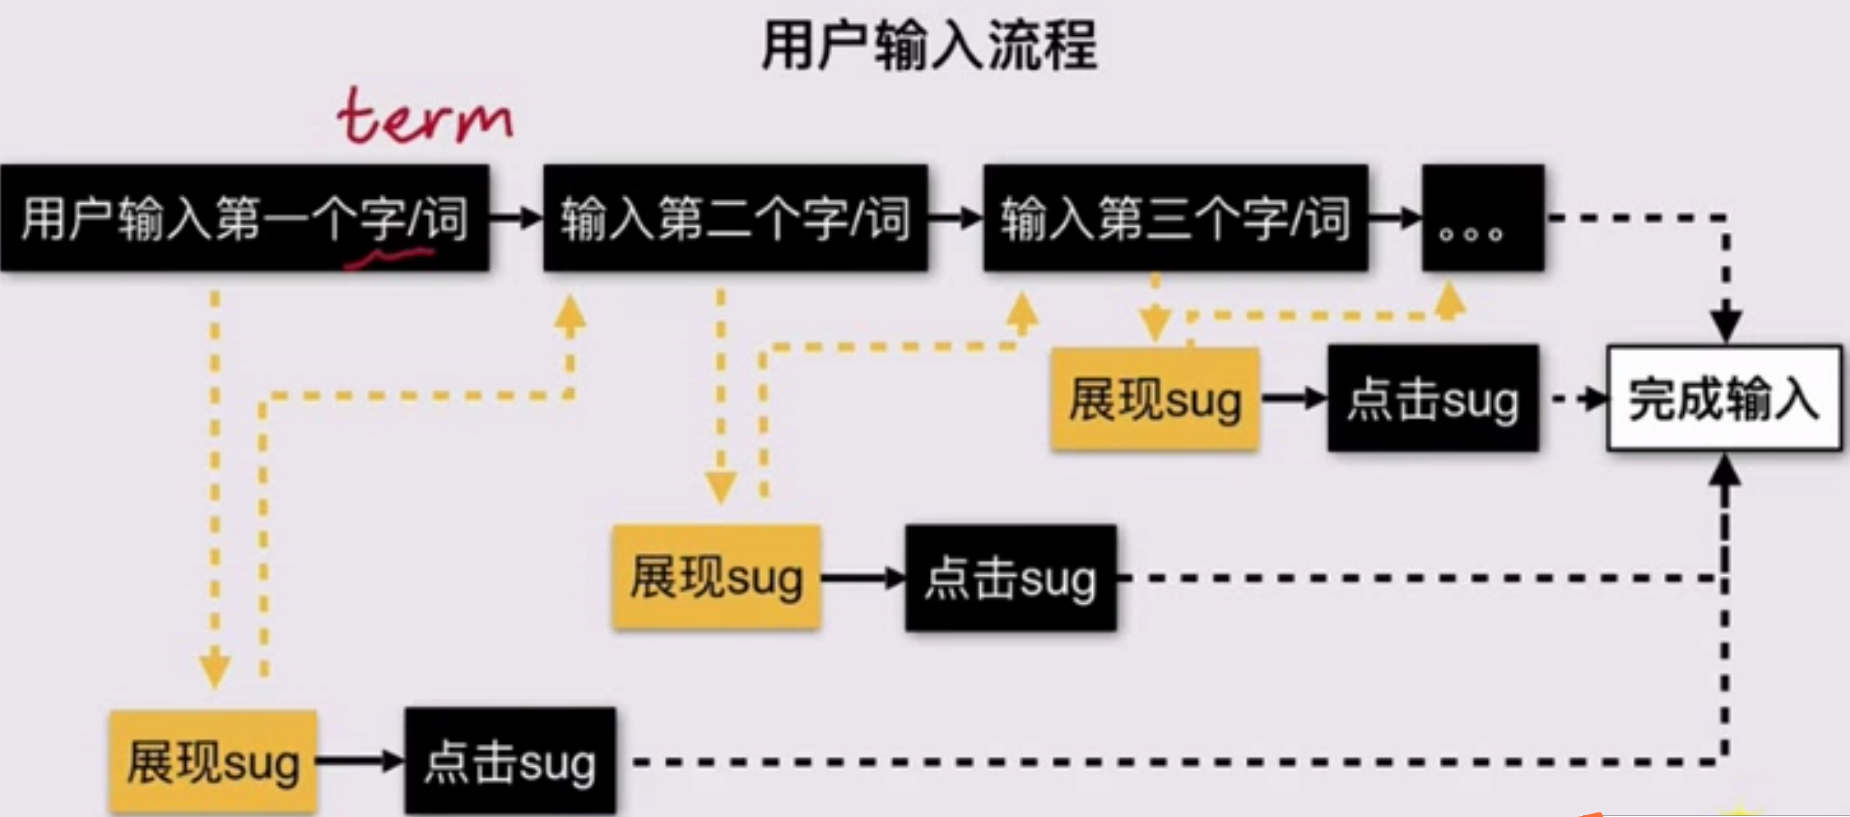 用户输入流程
term
用户输入第一个字/词
输入第二个字/词
输入第三个字/词
。。。
展现sug
点击sug
完成输入
展现sug
点击sug
展现sug
点击sug